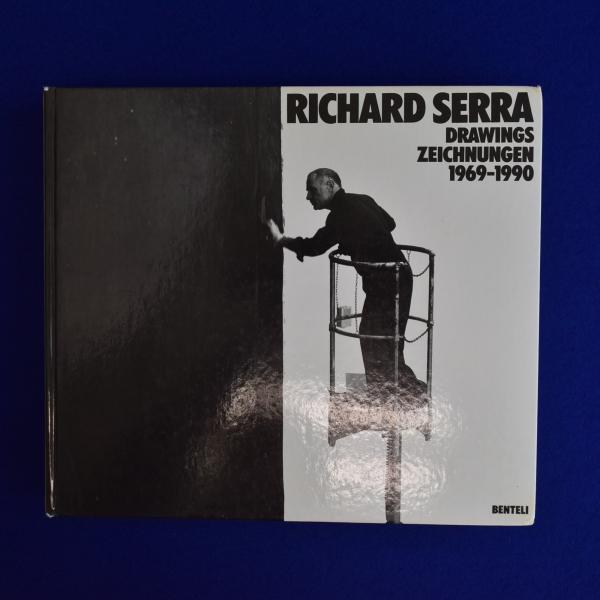 RICHARD SERRA
DRAWINGS
ZEICHNUNGEN
1969-1990
BENTELI